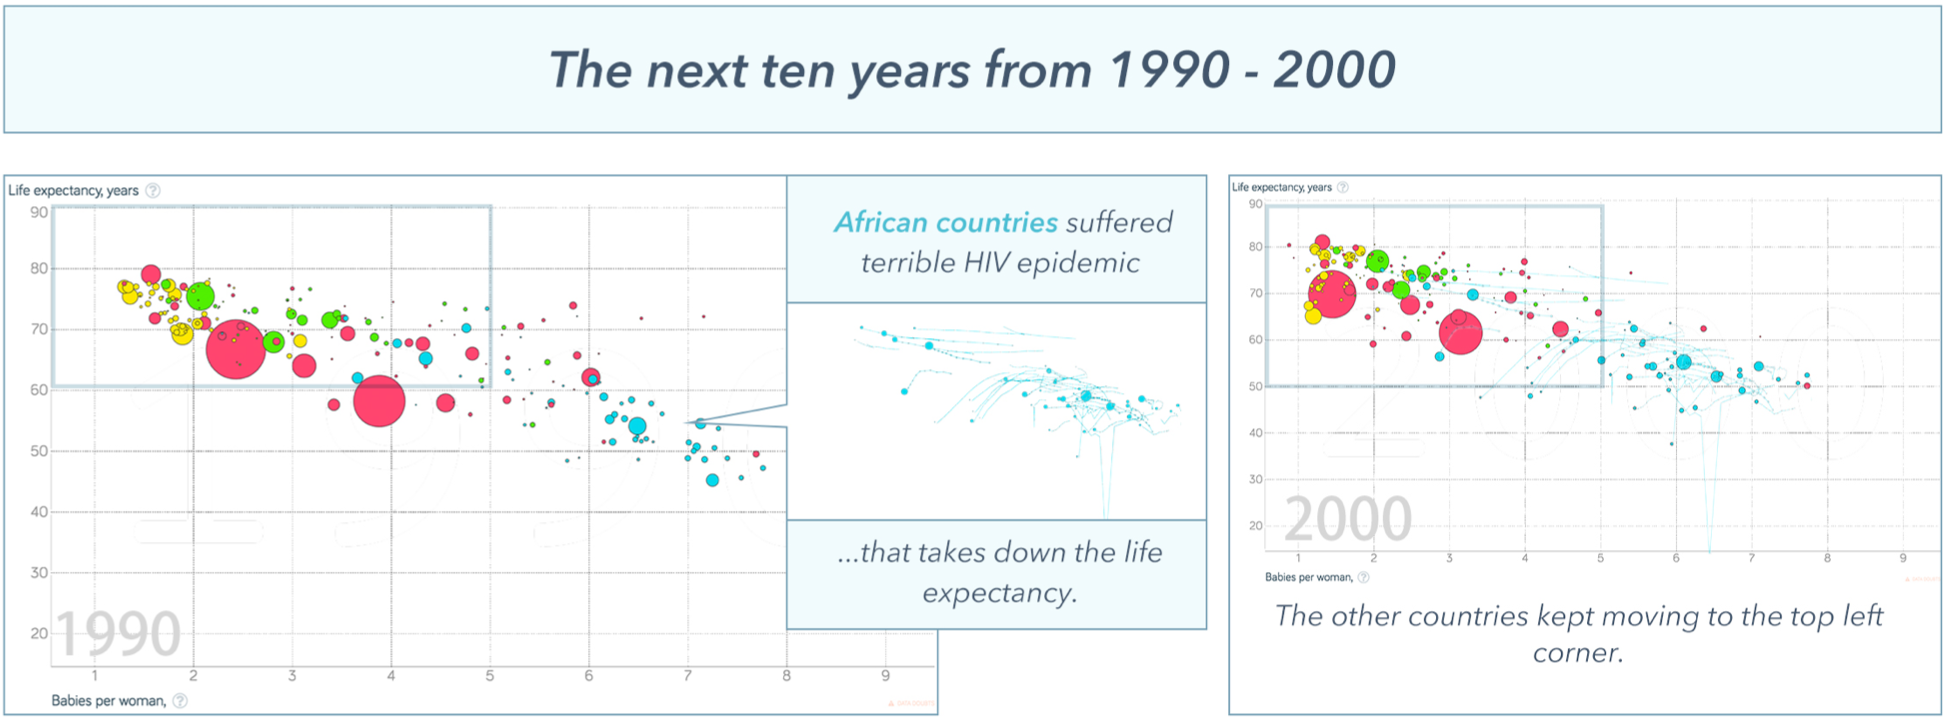 The next ten years from 1990 - 2000
Life expectancy, years ?
90
80
70
60
50
40
30
20
1990
1 2 3 4 5 6 7 8 9
Babies per woman, ?
African countries suffered
terrible HIV epidemic
...that takes down the life
expectancy.
Life expectancy, years ?
90
80
70
60
50
40
30
20
2000
1 2 3 4 5 6 7 8 9
Babies per woman, ?
The other countries kept moving to the top left
corner.